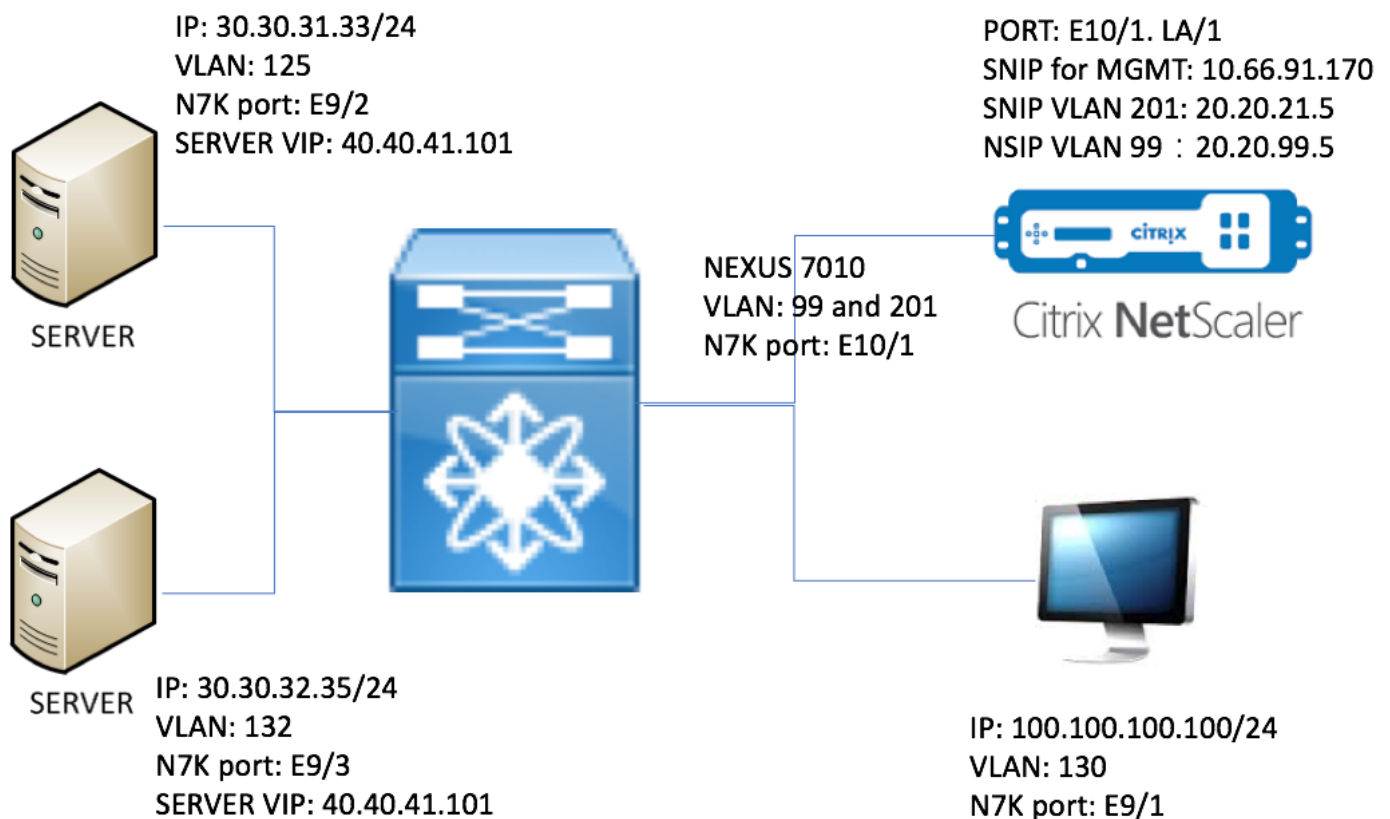 IP: 30.30.31.33/24
VLAN: 125
N7K port: E9/2
SERVER VIP: 40.40.41.101
SERVER
PORT: E10/1. LA/1
SNIP for MGMT: 10.66.91.170
SNIP VLAN 201: 20.20.21.5
NSIP VLAN 99：20.20.99.5
CITRIX
Citrix NetScaler
NEXUS 7010
VLAN: 99 and 201
N7K port: E10/1
SERVER
IP: 30.30.32.35/24
VLAN: 132
N7K port: E9/3
SERVER VIP: 40.40.41.101
IP: 100.100.100.100/24
VLAN: 130
N7K port: E9/1